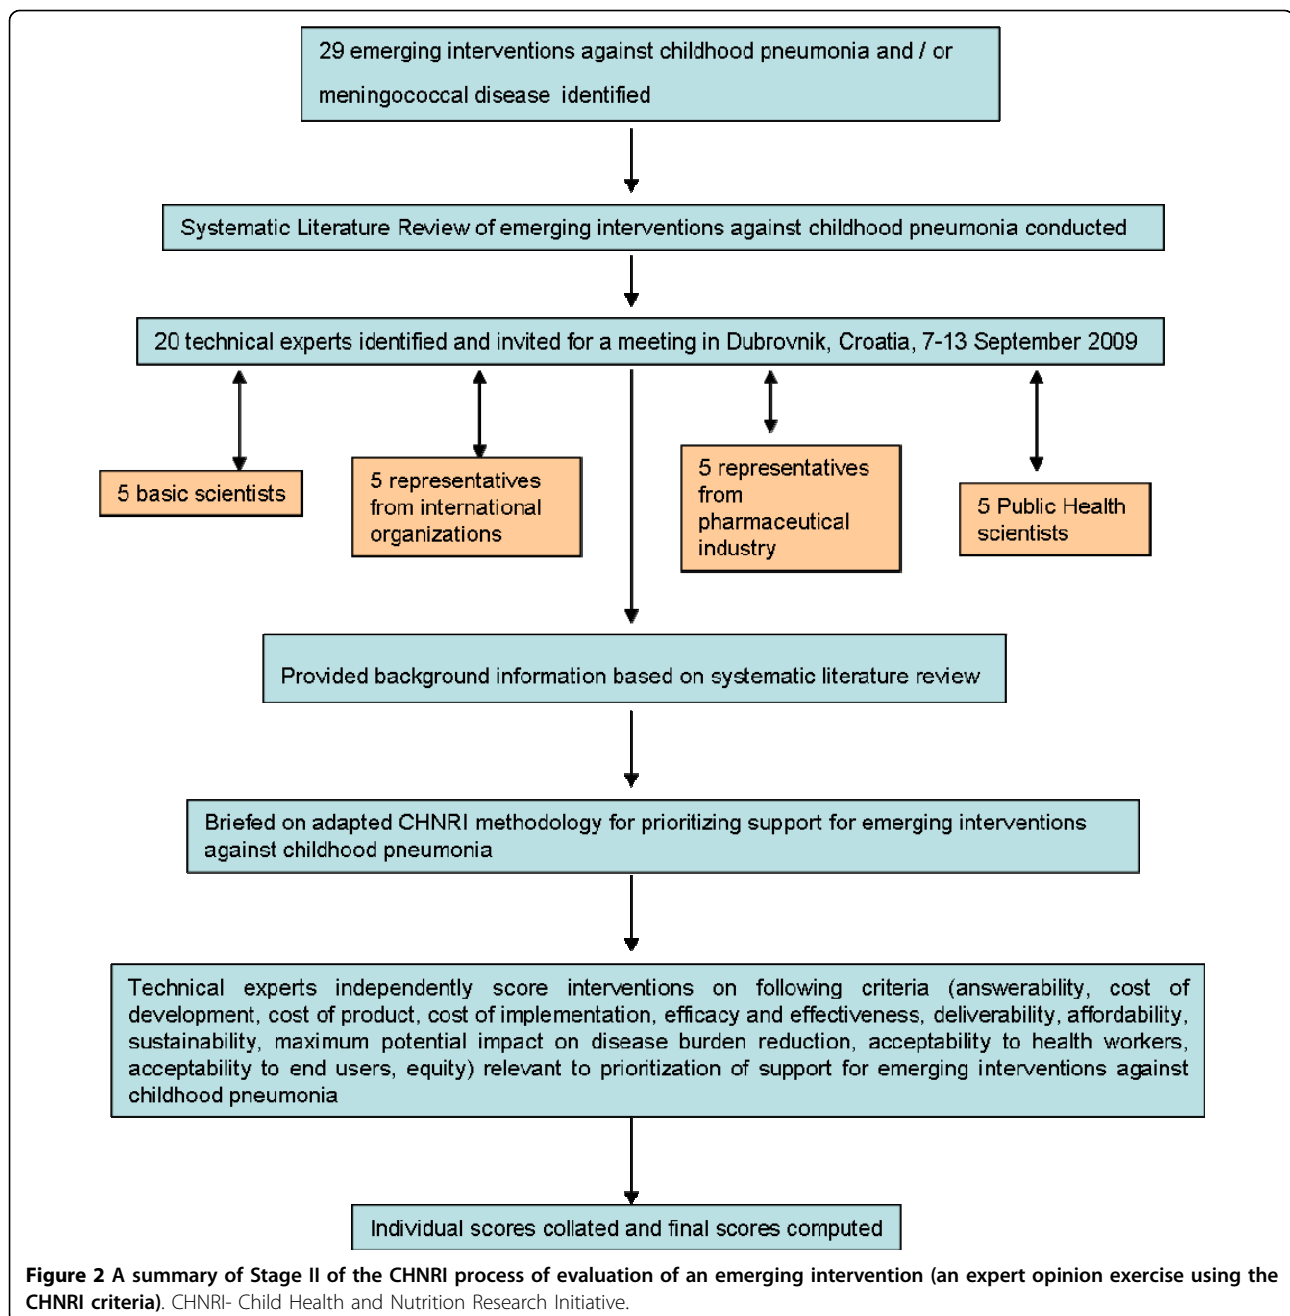 29 emerging interventions against childhood pneumonia and / or
meningococcal disease identified
Systematic Literature Review of emerging interventions against childhood pneumonia conducted
20 technical experts identified and invited for a meeting in Dubrovnik, Croatia, 7-13 September 2009
5 basic scientists
5 representatives
from international
organizations
5 representatives
from
pharmaceutical
industry
5 Public Health
scientists
Provided background information based on systematic literature review
Briefed on adapted CHNRI methodology for prioritizing support for emerging interventions
against childhood pneumonia
Technical experts independently score interventions on following criteria (answerability, cost of
development, cost of product, cost of implementation, efficacy and effectiveness, deliverability, affordability,
sustainability, maximum potential impact on disease burden reduction, acceptability to health workers,
acceptability to end users, equity) relevant to prioritization of support for emerging interventions against
childhood pneumonia
Individual scores collated and final scores computed
Figure 2 A summary of Stage II of the CHNRI process of evaluation of an emerging intervention (an expert opinion exercise using the
CHNRI criteria). CHNRI- Child Health and Nutrition Research Initiative.